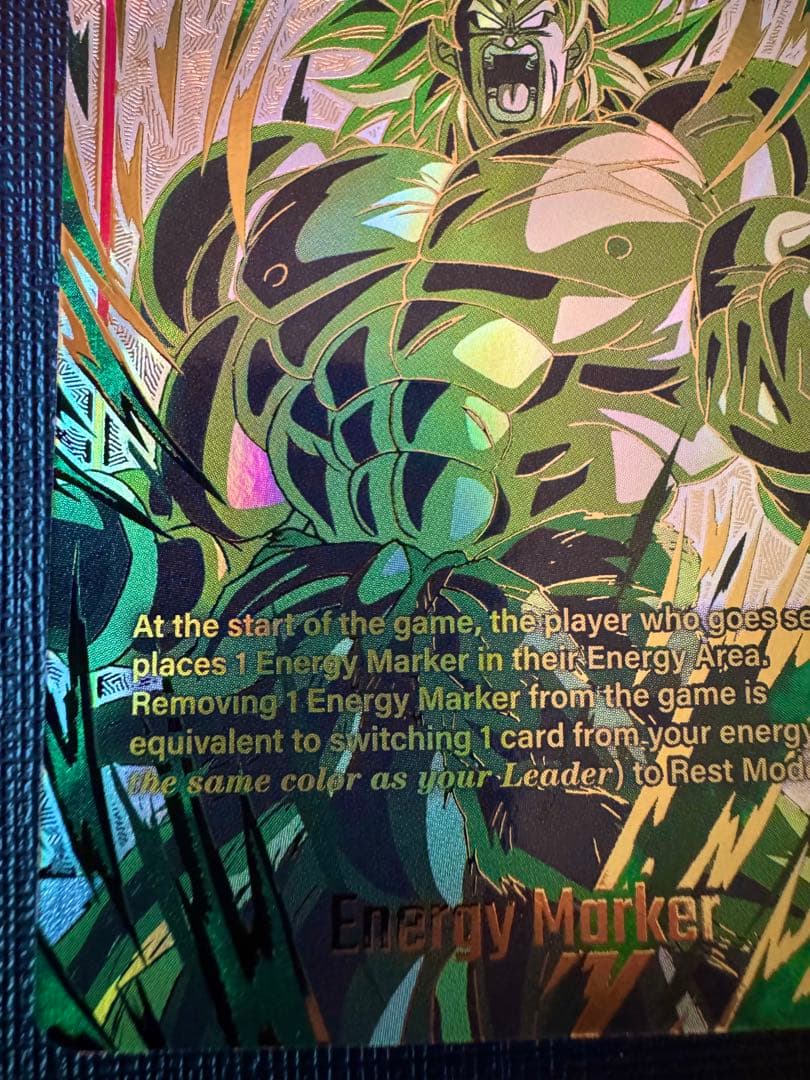 At the start of the game, the player who goes se
places 1 Energy Marker in their Energy Area.
Removing 1 Energy Marker from the game is
equivalent to switching 1 card from your energy
the same color as your Leader) to Rest Mod
Energy Marker